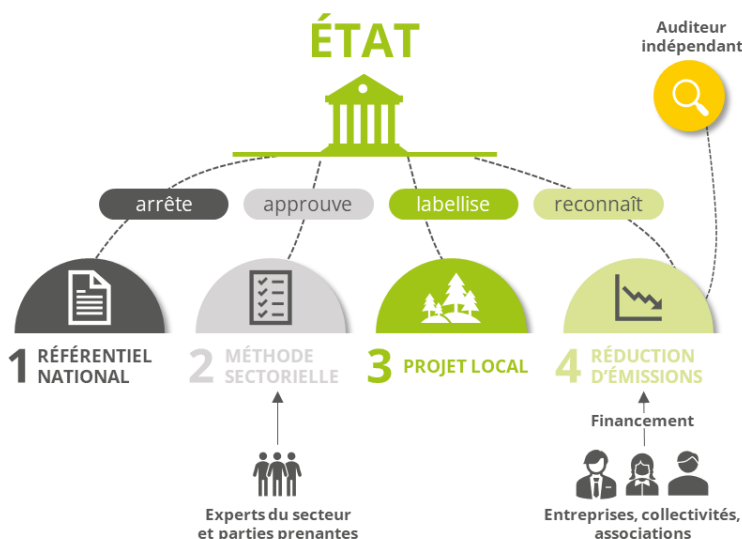 ÉTAT
Auditeur
indépendant
arrête
approuve
labellise
reconnaît
1 RÉFÉRENTIEL
NATIONAL
2 MÉTHODE
SECTORIELLE
3 PROJET LOCAL
4 RÉDUCTION
D'ÉMISSIONS
Financement
Experts du secteur
et parties prenantes
Entreprises, collectivités,
associations